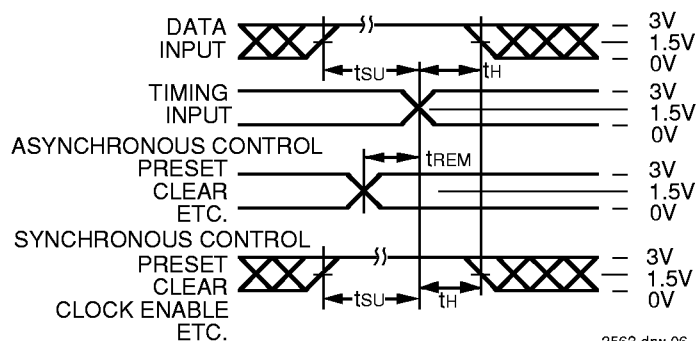 DATA
INPUT
3V
1.5V
0V
tSU
tH
TIMING
INPUT
3V
1.5V
0V
ASYNCHRONOUS CONTROL
tREM
PRESET
CLEAR
ETC.
3V
1.5V
0V
SYNCHRONOUS CONTROL
PRESET
CLEAR
CLOCK ENABLE
ETC.
3V
1.5V
0V
tSU
tH